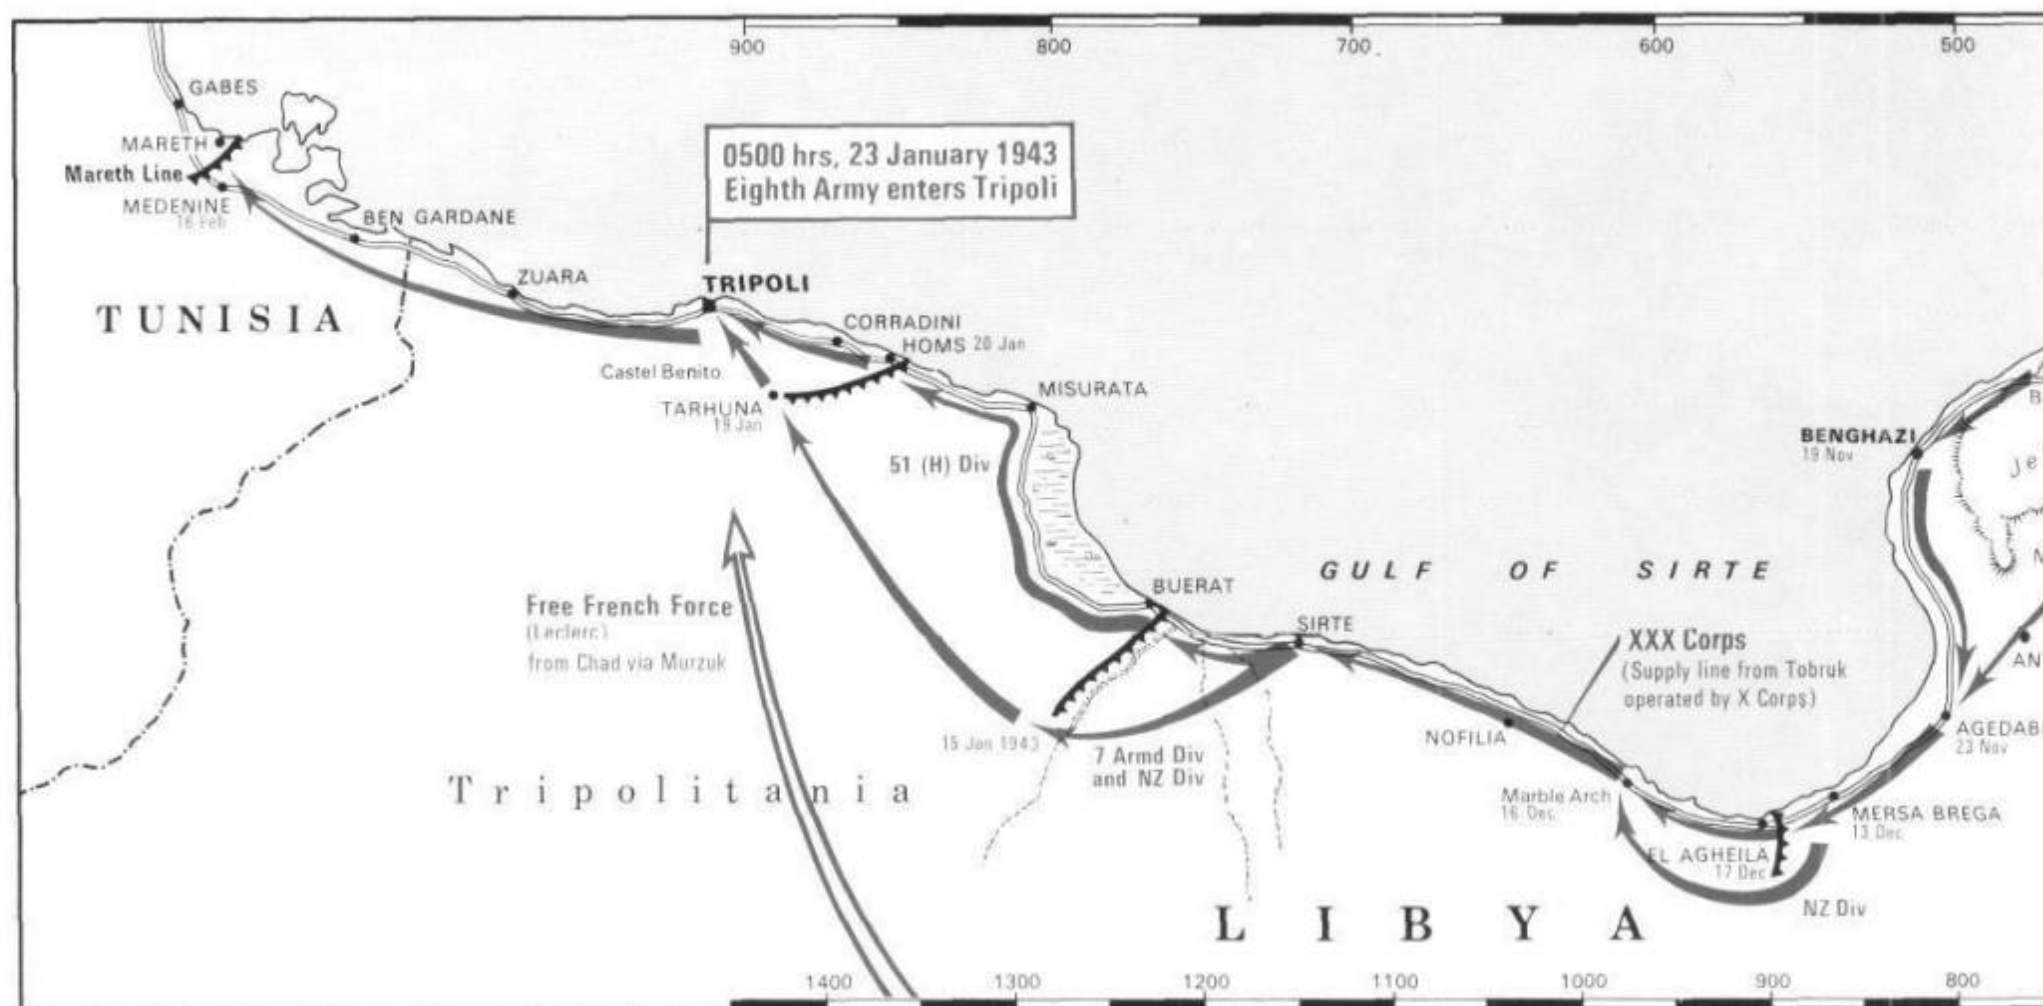 900 800 700 600 500
GABES
MARETH
Mareth Line
MEDENINE
16 Feb
BEN GARDANE
0500 hrs, 23 January 1943
Eighth Army enters Tripoli
ZUARA
TRIPOLI
TUNISIA
CORRADINI
HOMS 20 Jan
Castel Benito
TARHUNA
19 Jan
MISURATA
51 (H) Div
BENGHAZI
19 Nov
Je
GULF OF SIRTE
BUERAT
SIRTE
Free French Force
(Leclerc)
from Chad via Murzuk
XXX Corps
(Supply line from Tobruk
operated by X Corps)
AN
15 Jan 1943
7 Armd Div
and NZ Div
NOFILIA
AGEDABI
23 Nov
Tripolitania
Marble Arch
16 Dec
MERSA BREGA
13 Dec
EL AGHEILA
17 Dec
NZ Div
LIBYA
1400 1300 1200 1100 1000 900 800